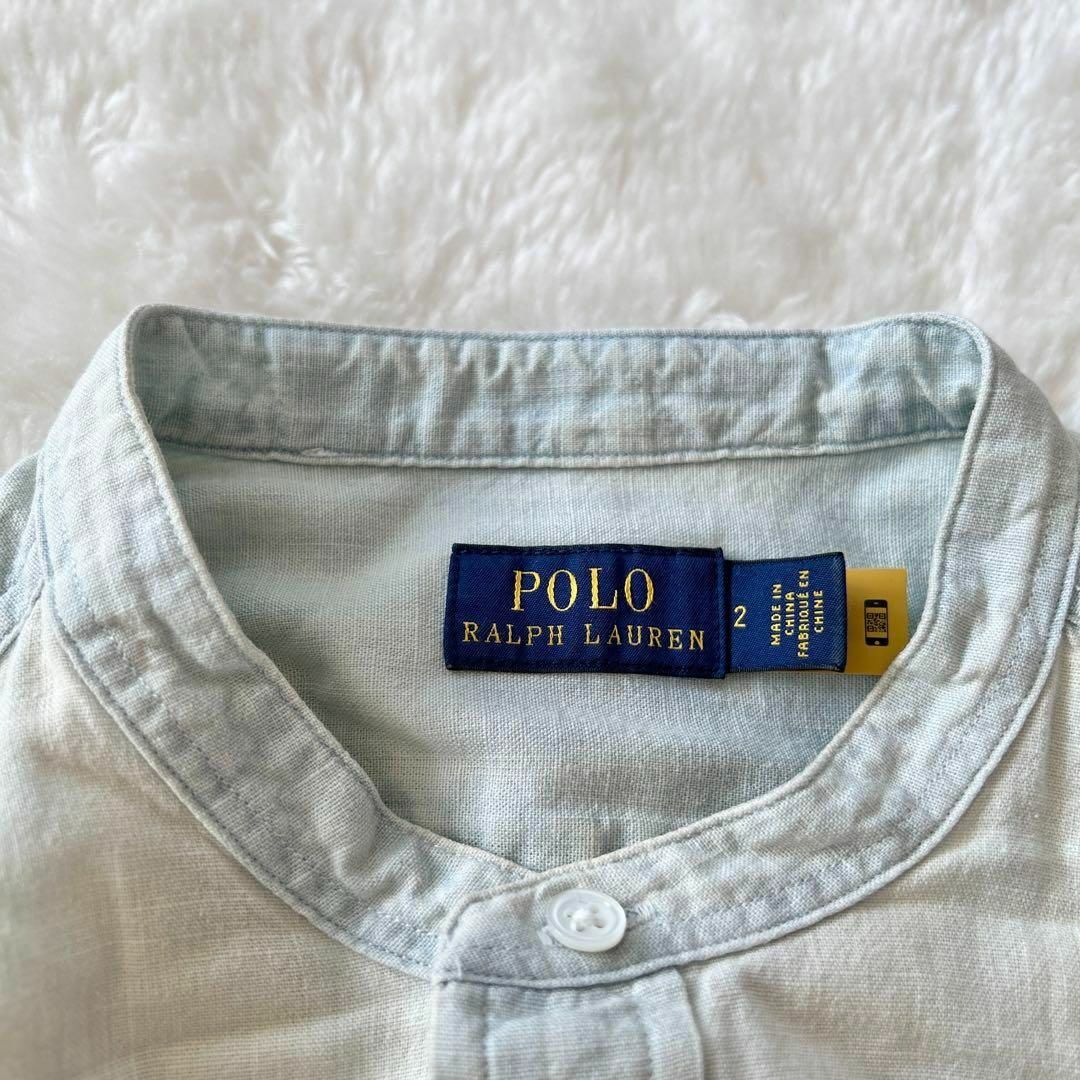 POLO
RALPH LAUREN
2
MADE IN
CHINA
FABRIQUÉ EN
CHINE